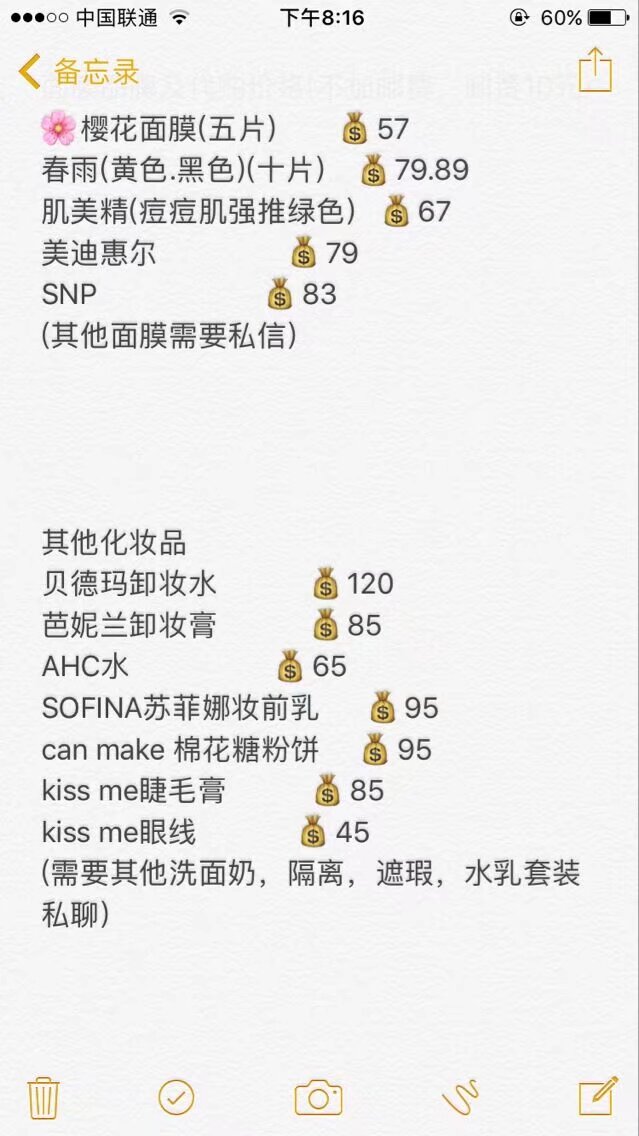 中国联通 下午8:16 60%
备忘录
🌸樱花面膜(五片) 💰57
春雨(黄色.黑色)(十片) 💰79.89
肌美精(痘痘肌强推绿色) 💰67
美迪惠尔 💰79
SNP 💰83
(其他面膜需要私信)
其他化妆品
贝德玛卸妆水 💰120
芭妮兰卸妆膏 💰85
AHC水 💰65
SOFINA苏菲娜妆前乳 💰95
can make 棉花糖粉饼 💰95
kiss me睫毛膏 💰85
kiss me眼线 💰45
(需要其他洗面奶，隔离，遮瑕，水乳套装
私聊)